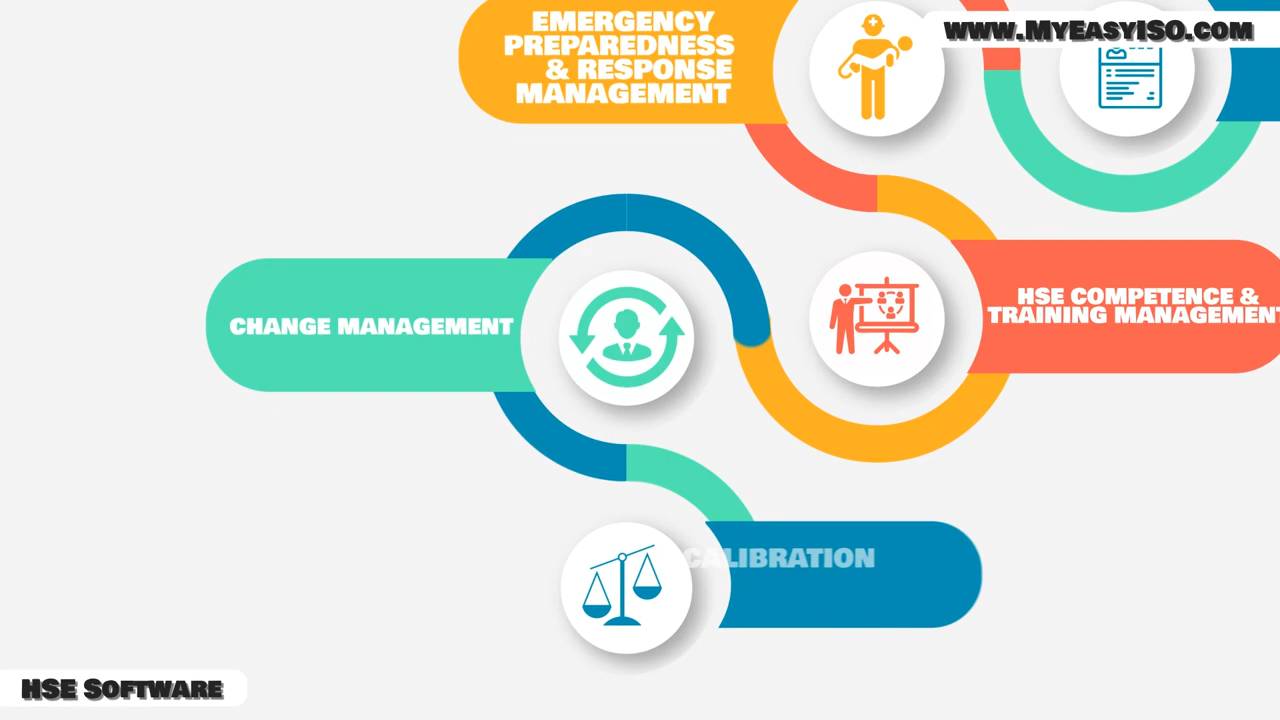 EMERGENCY
PREPAREDNESS
& RESPONSE
MANAGEMENT
www.MyEasyISO.com
HSE COMPETENCE &
TRAINING MANAGEMENT
CHANGE MANAGEMENT
CALIBRATION
HSE Software